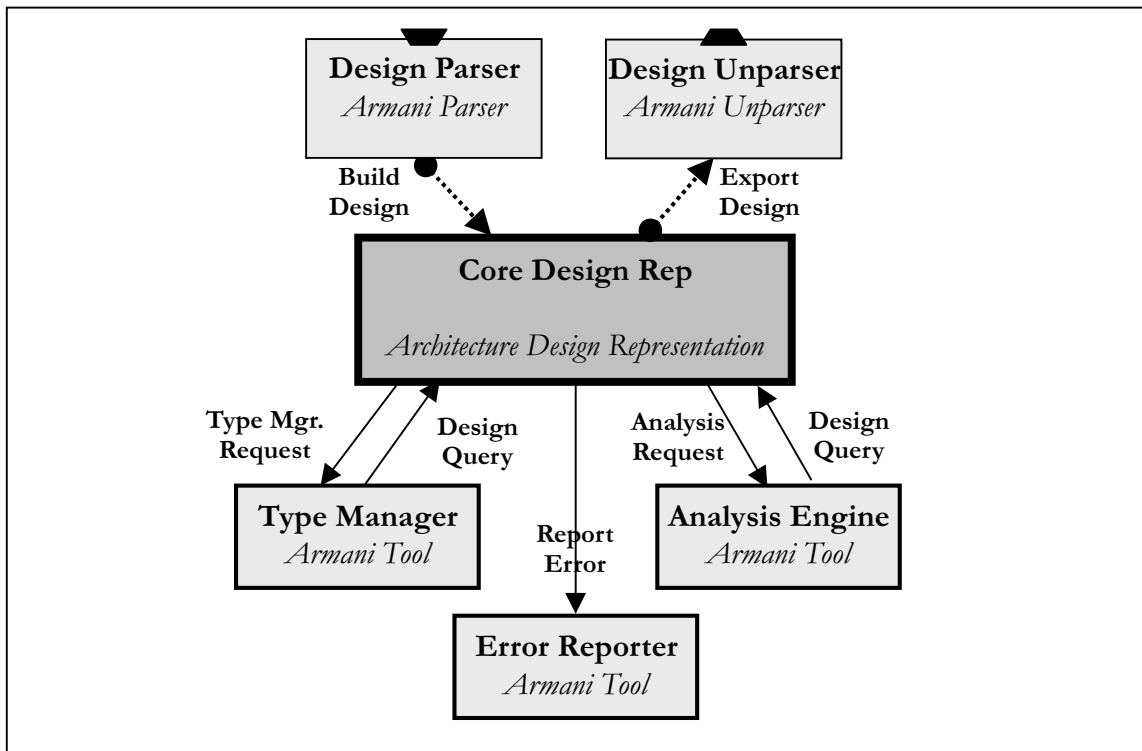 Design Parser
Armani Parser
Design Unparser
Armani Unparser
Build
Design
Export
Design
Core Design Rep
Architecture Design Representation
Type Mgr.
Request
Design
Query
Analysis
Request
Design
Query
Type Manager
Armani Tool
Report
Error
Analysis Engine
Armani Tool
Error Reporter
Armani Tool